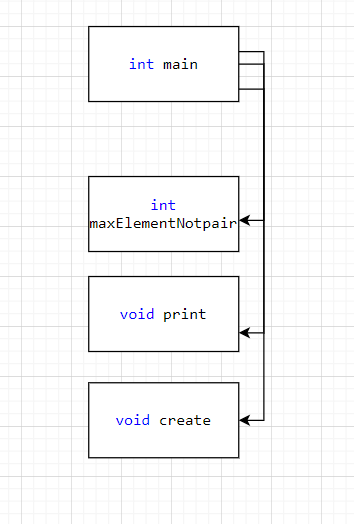 int main
int
maxElementNotpair
void print
void create